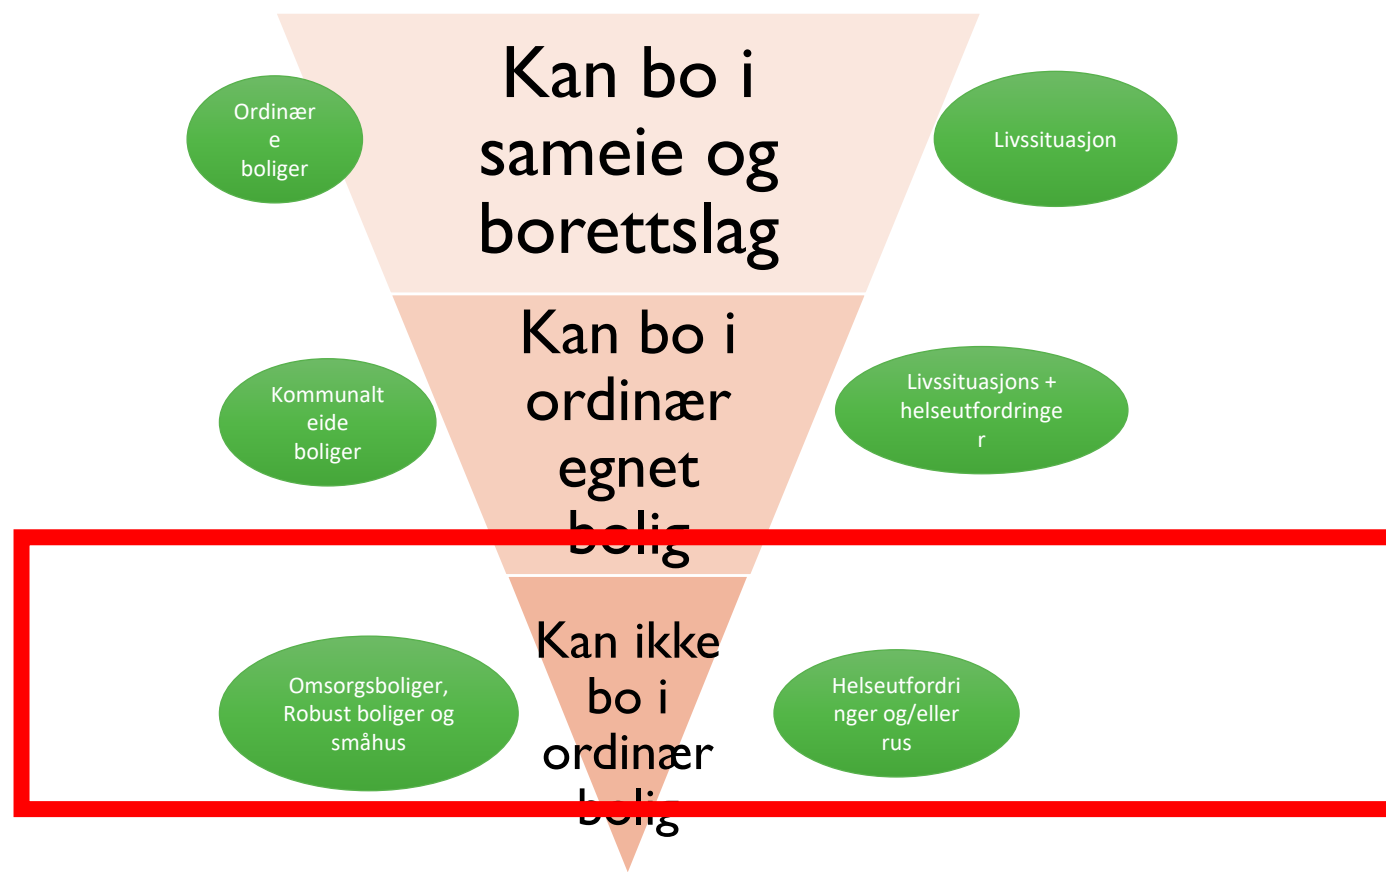 Kan bo i
sameie og
borettslag
Ordinær
e
boliger
Livssituasjon
Kan bo i
ordinær
egnet
bolig
Kommunalt
eide
boliger
Livssituasjons +
helseutfordringe
r
Kan ikke
bo i
ordinær
bolig
Omsorgsboliger,
Robust boliger og
småhus
Helseutfordri
nger og/eller
rus